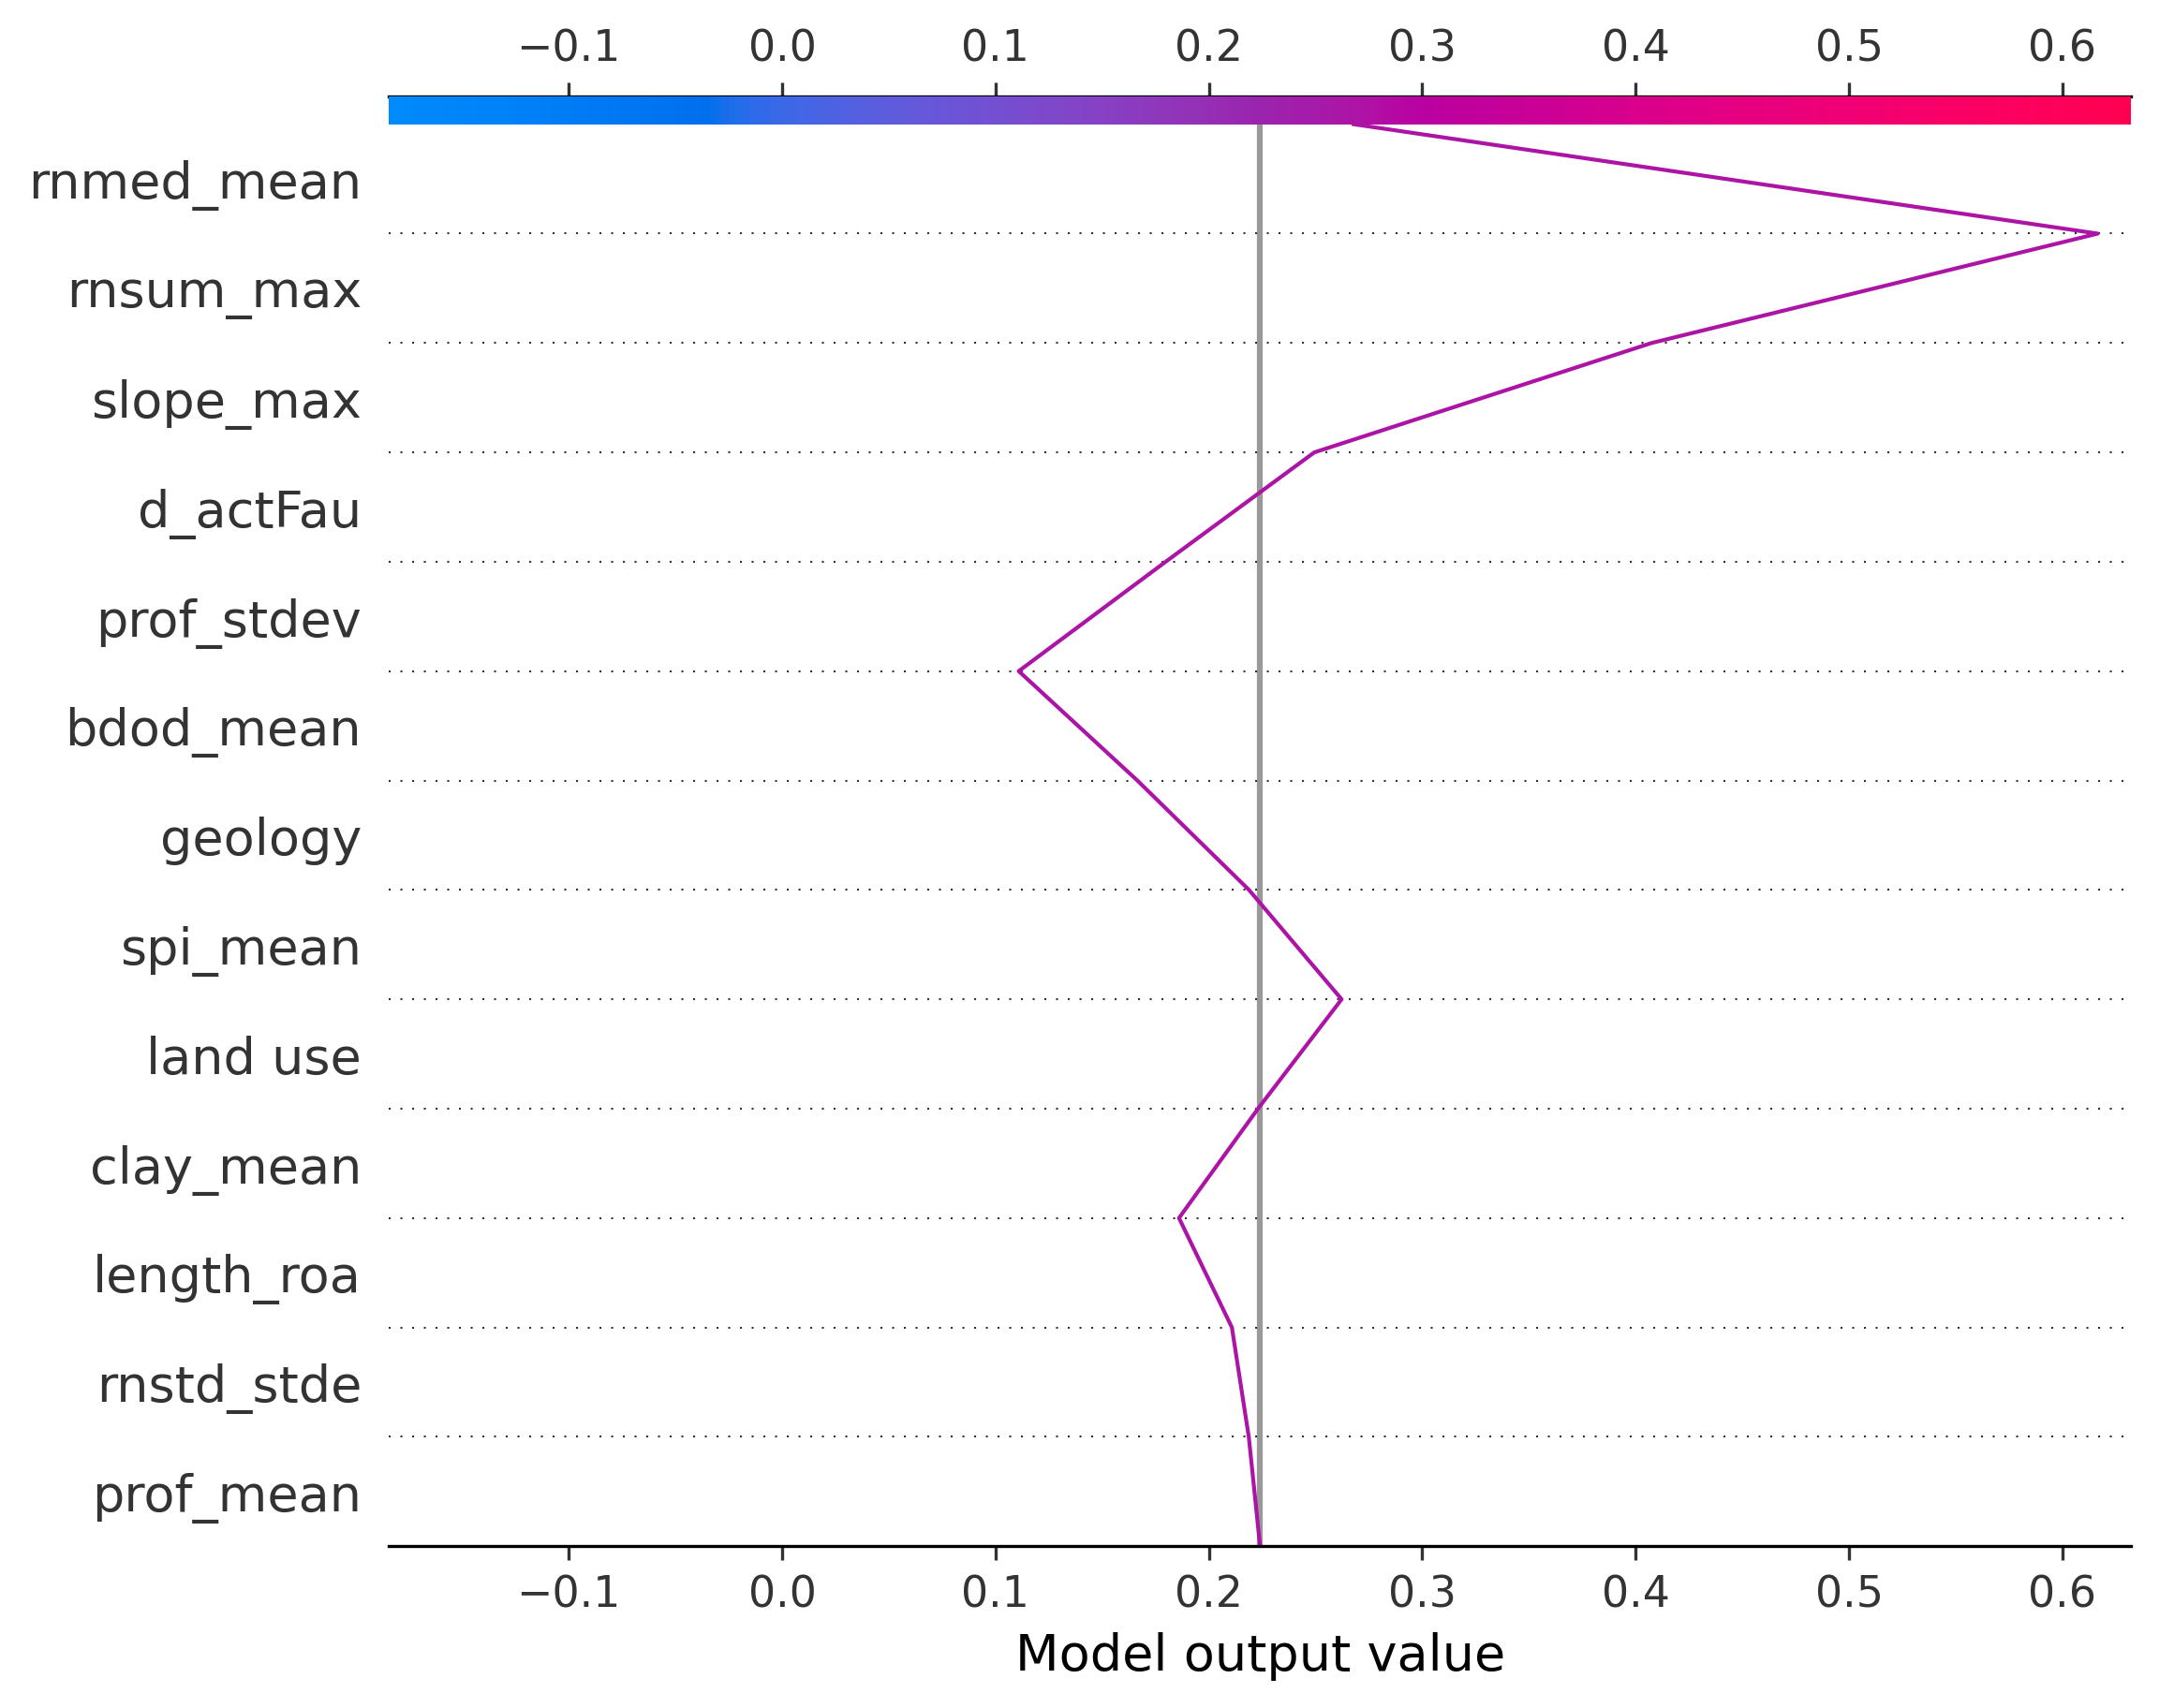 −0.1 0.0 0.1 0.2 0.3 0.4 0.5 0.6
rnmed_mean
rnsum_max
slope_max
d_actFau
prof_stdev
bdod_mean
geology
spi_mean
land use
clay_mean
length_roa
rnstd_stde
prof_mean
−0.1 0.0 0.1 0.2 0.3 0.4 0.5 0.6
Model output value